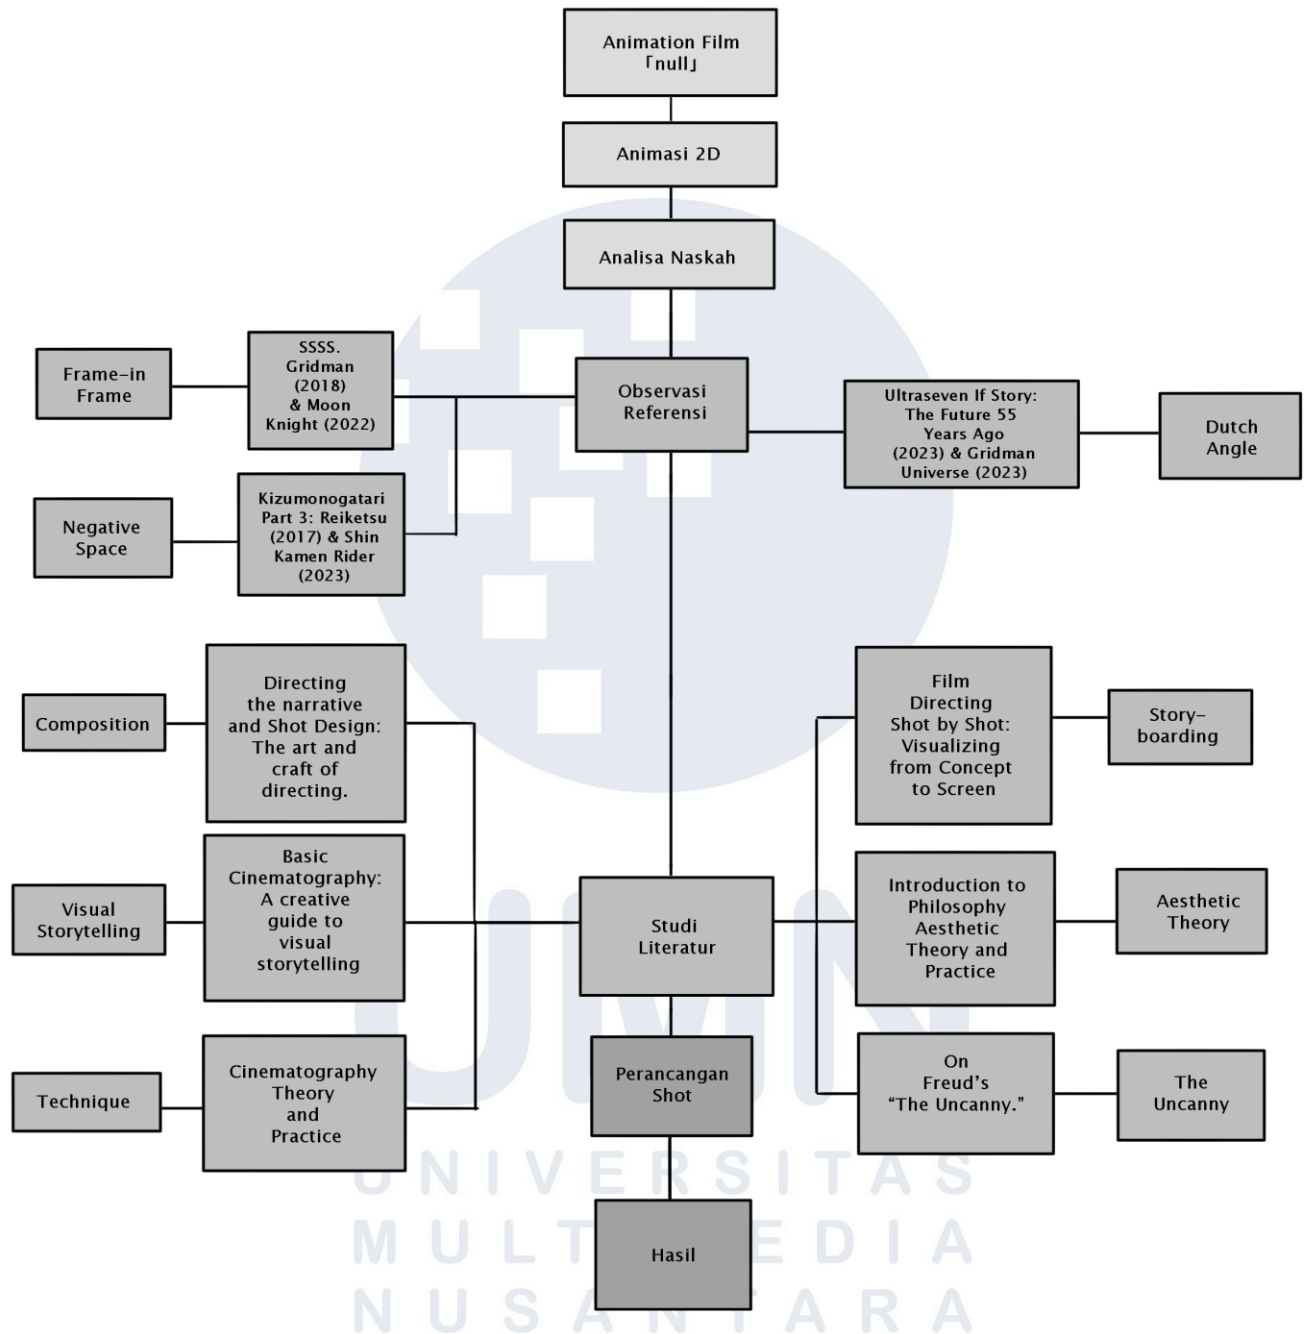 Animation Film
「null」
Animasi 2D
Analisa Naskah
Frame-in
Frame
SSSS.
Gridman
(2018)
& Moon
Knight (2022)
Observasi
Referensi
Ultraseven If Story:
The Future 55
Years Ago
(2023) & Gridman
Universe (2023)
Dutch
Angle
Negative
Space
Kizumonogatari
Part 3: Reiketsu
(2017) & Shin
Kamen Rider
(2023)
Composition
Directing
the narrative
and Shot Design:
The art and
craft of
directing.
Film
Directing
Shot by Shot:
Visualizing
from Concept
to Screen
Story-
boarding
Visual
Storytelling
Basic
Cinematography:
A creative
guide to
visual
storytelling
Studi
Literatur
Introduction to
Philosophy
Aesthetic
Theory and
Practice
Aesthetic
Theory
Technique
Cinematography
Theory
and
Practice
Perancangan
Shot
On
Freud’s
“The Uncanny.”
The
Uncanny
Hasil
UMN
UNIVERSITAS
MULTIMEDIA
NUSANTARA